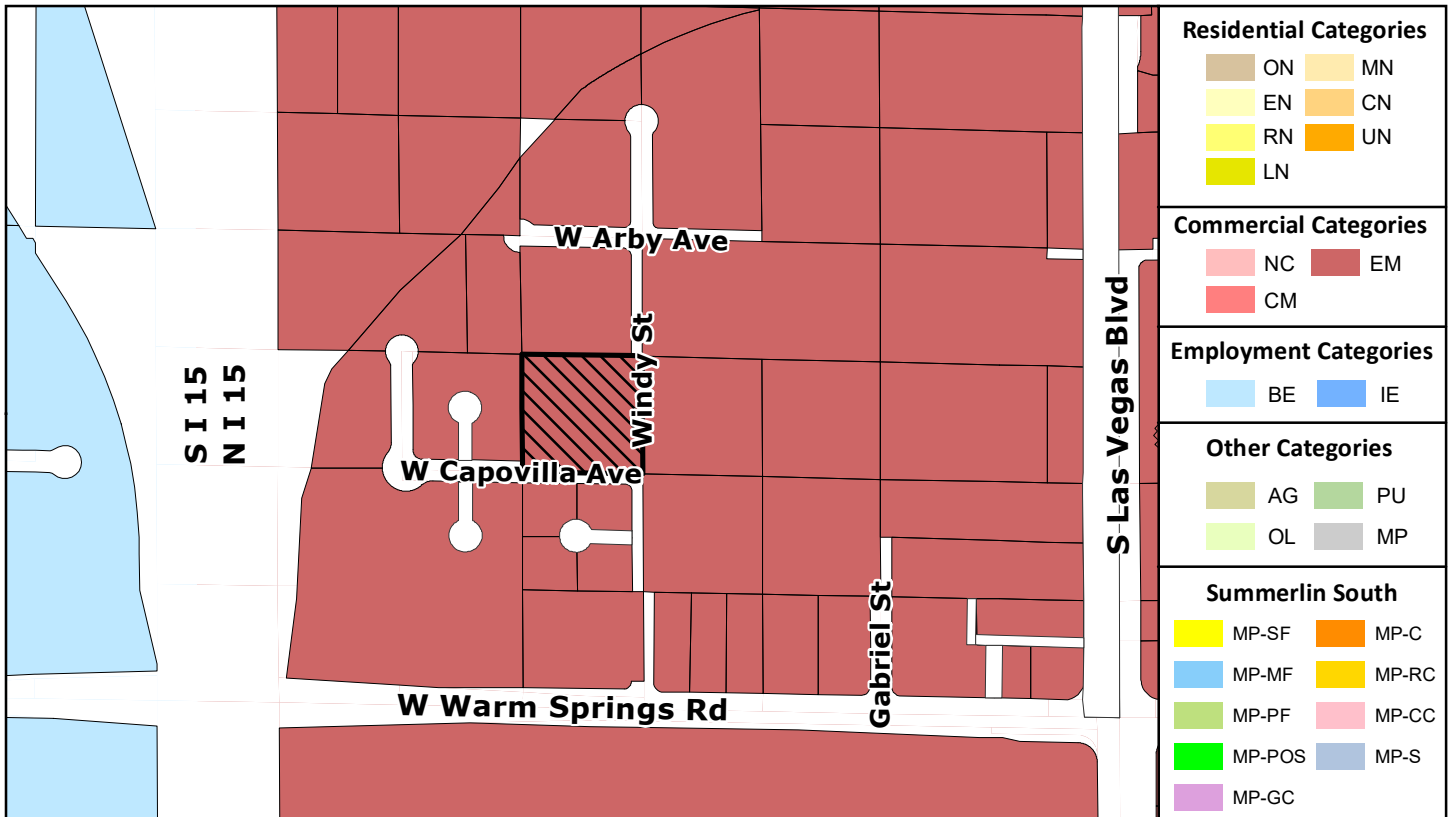 W Arby Ave
Windy St
S I 15
N I 15
W Capovilla Ave
S Las Vegas Blvd
Gabriel St
W Warm Springs Rd
Residential Categories
ON MN
EN CN
RN UN
LN
Commercial Categories
NC EM
CM
Employment Categories
BE IE
Other Categories
AG PU
OL MP
Summerlin South
MP-SF MP-C
MP-MF MP-RC
MP-PF MP-CC
MP-POS MP-S
MP-GC